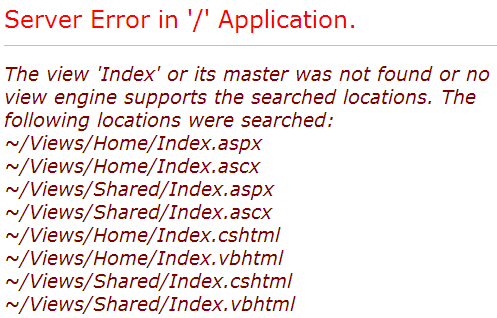 Server Error in '/' Application.
The view 'Index' or its master was not found or no
view engine supports the searched locations. The
following locations were searched:
~/Views/Home/Index.aspx
~/Views/Home/Index.ascx
~/Views/Shared/Index.aspx
~/Views/Shared/Index.ascx
~/Views/Home/Index.cshtml
~/Views/Home/Index.vbhtml
~/Views/Shared/Index.cshtml
~/Views/Shared/Index.vbhtml